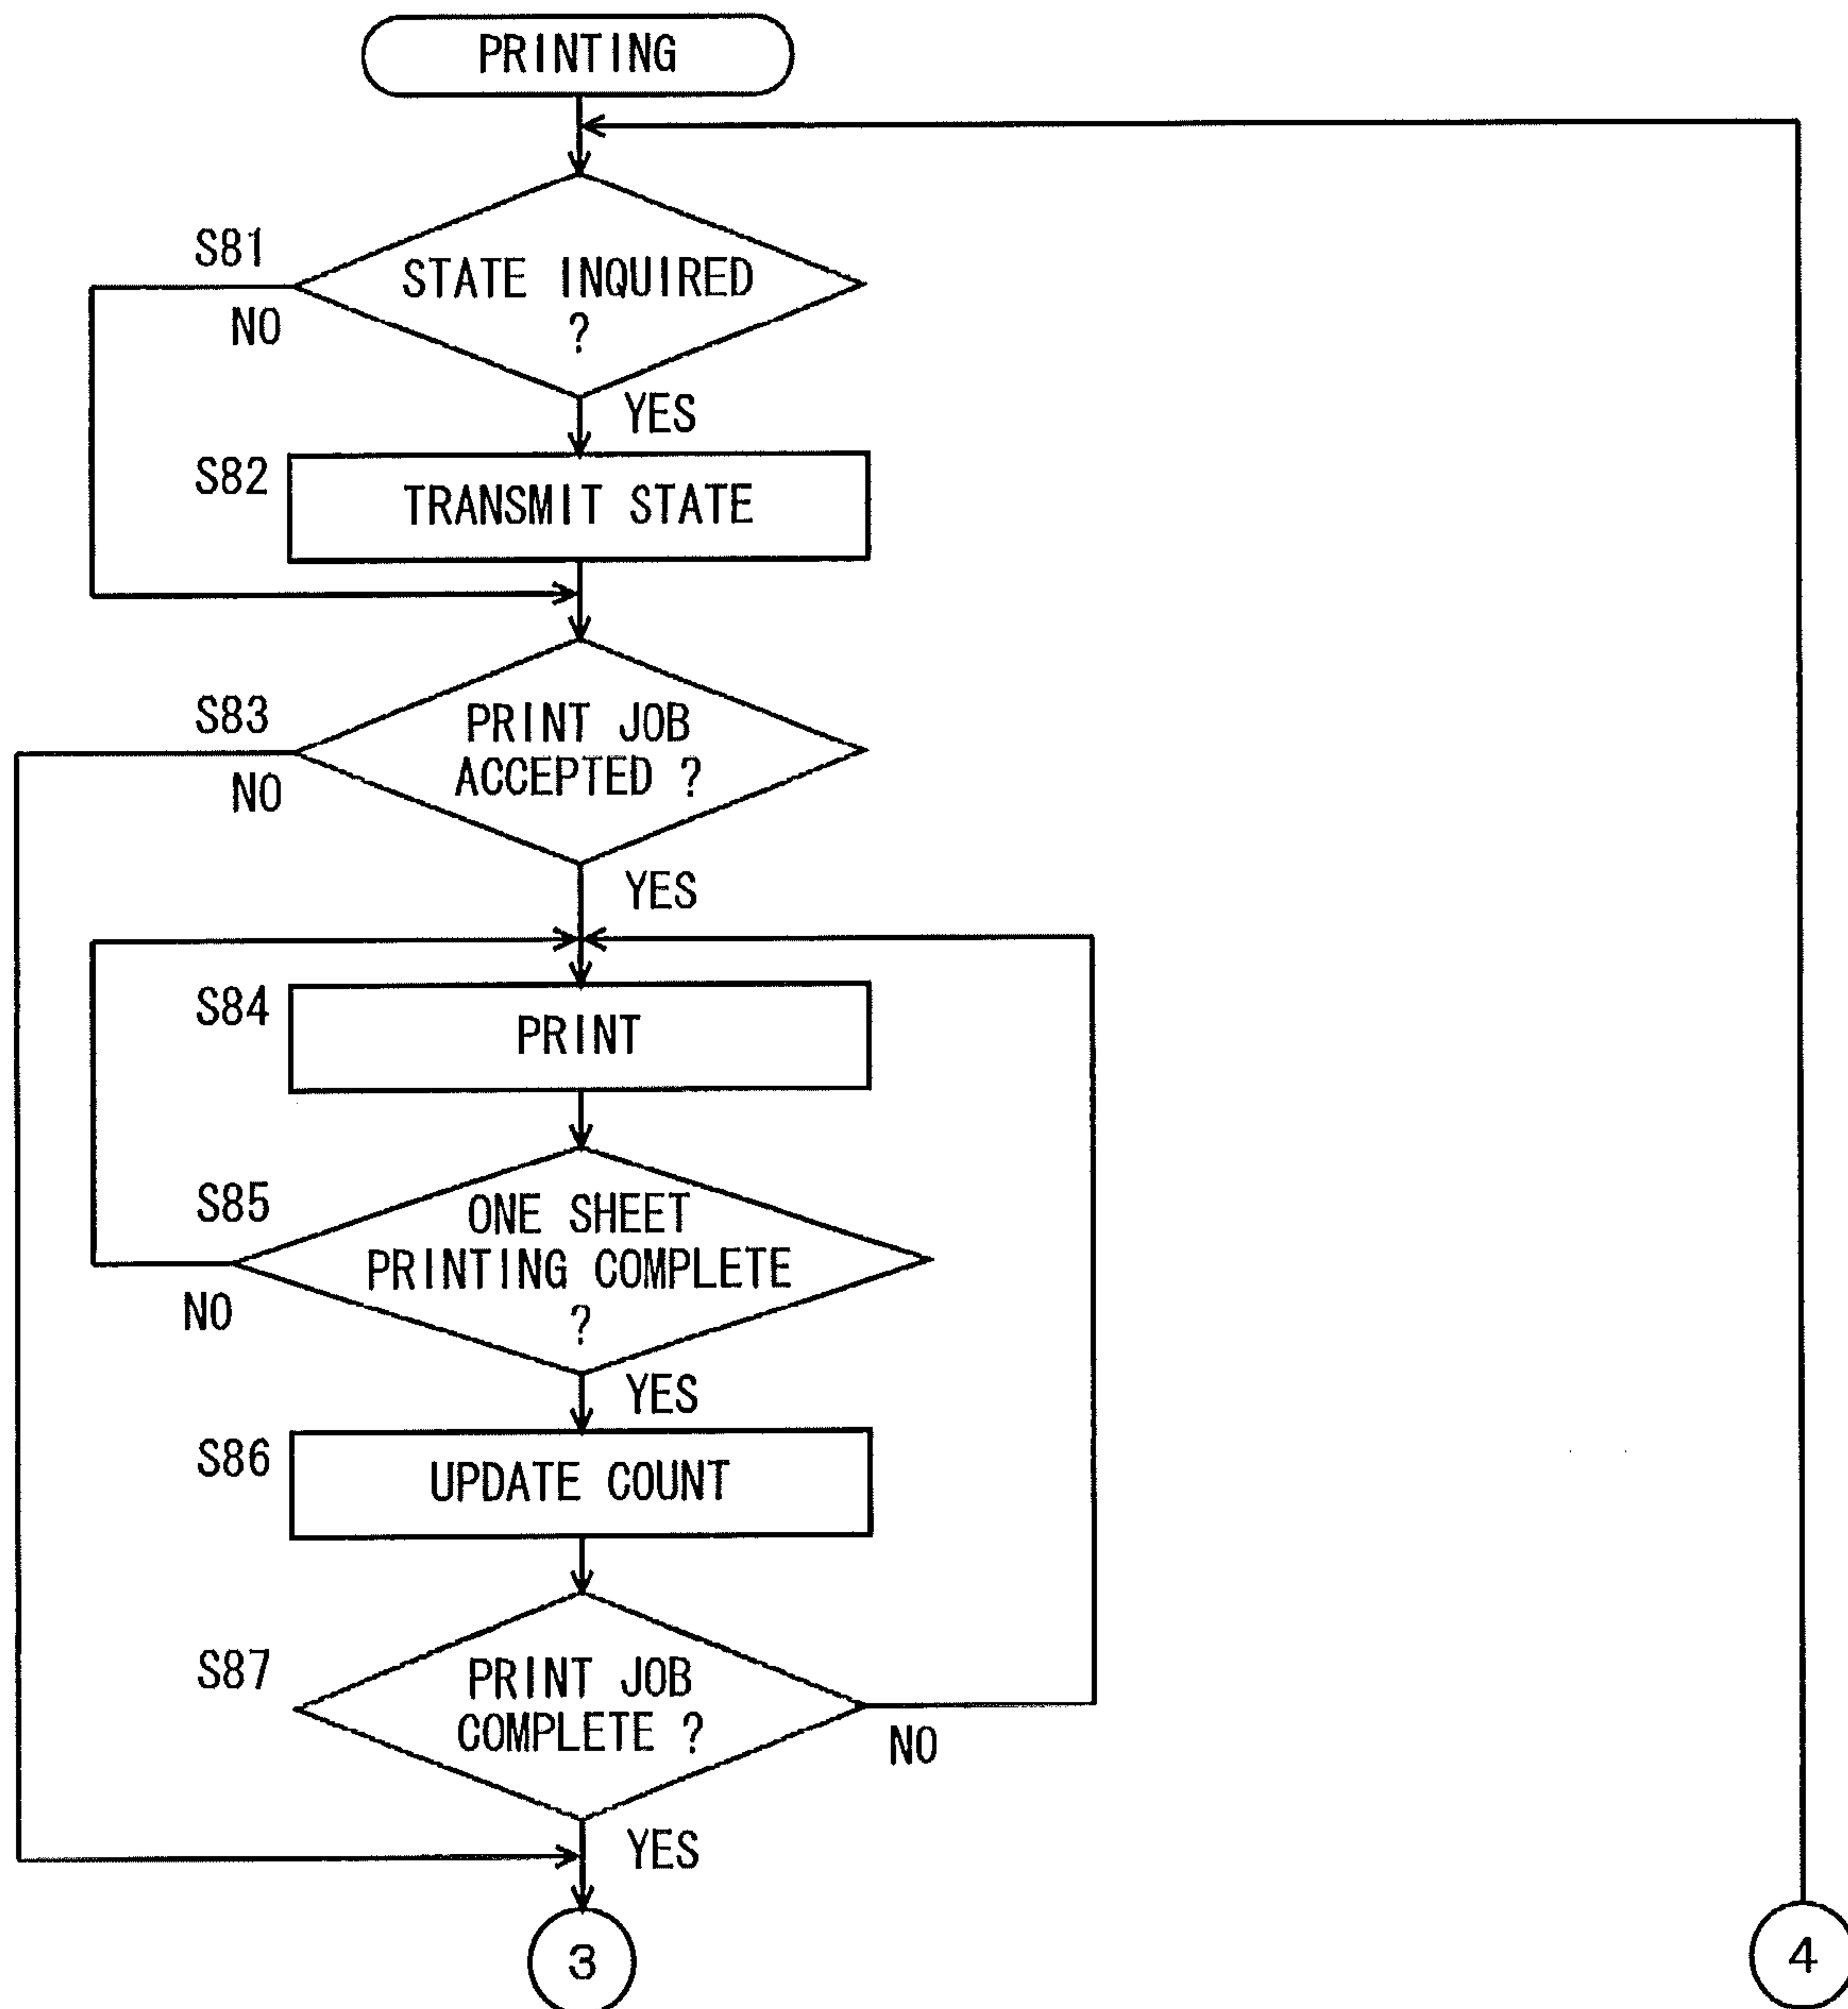 PRINTING
S81
STATE INQUIRED
?
NO
YES
S82
TRANSMIT STATE
S83
PRINT JOB
ACCEPTED ?
NO
YES
S84
PRINT
S85
ONE SHEET
PRINTING COMPLETE
?
NO
YES
S86
UPDATE COUNT
S87
PRINT JOB
COMPLETE ?
NO
YES
3
4